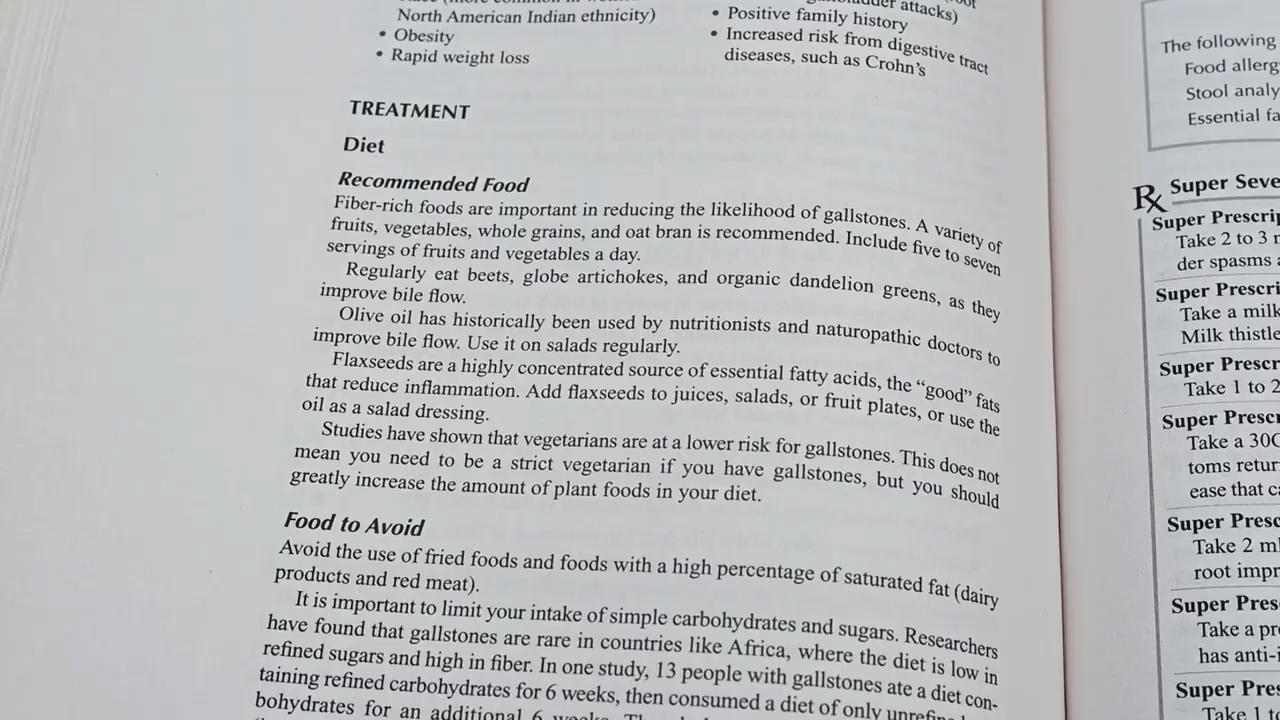 North American Indian ethnicity)
• Obesity
• Rapid weight loss
attacks)
• Positive family history
• Increased risk from digestive tract
diseases, such as Crohn's
TREATMENT
Diet
Recommended Food
Fiber-rich foods are important in reducing the likelihood of gallstones. A variety of
fruits, vegetables, whole grains, and oat bran is recommended. Include five to seven
servings of fruits and vegetables a day.
Regularly eat beets, globe artichokes, and organic dandelion greens, as they
improve bile flow.
Olive oil has historically been used by nutritionists and naturopathic doctors to
improve bile flow. Use it on salads regularly.
Flaxseeds are a highly concentrated source of essential fatty acids, the “good” fats
that reduce inflammation. Add flaxseeds to juices, salads, or fruit plates, or use the
oil as a salad dressing.
Studies have shown that vegetarians are at a lower risk for gallstones. This does not
mean you need to be a strict vegetarian if you have gallstones, but you should
greatly increase the amount of plant foods in your diet.
Food to Avoid
Avoid the use of fried foods and foods with a high percentage of saturated fat (dairy
products and red meat).
It is important to limit your intake of simple carbohydrates and sugars. Researchers
have found that gallstones are rare in countries like Africa, where the diet is low in
refined sugars and high in fiber. In one study, 13 people with gallstones ate a diet con-
taining refined carbohydrates for 6 weeks, then consumed a diet of only
bohydrates for an additional 6 weeks.
The following
Food allerg
Stool analy
Essential fa
Rx Super Seve
Super Prescrip
Take 2 to 3
der spasms
Super Prescri
Take a milk
Milk thistle
Super Prescr
Take 1 to 2
Super Prescr
Take a 30C
toms retur
ease that c
Super Presc
Take 2 ml
root impr
Super Pres
Take a pr
has anti-i
Super Pres
Take 1 t